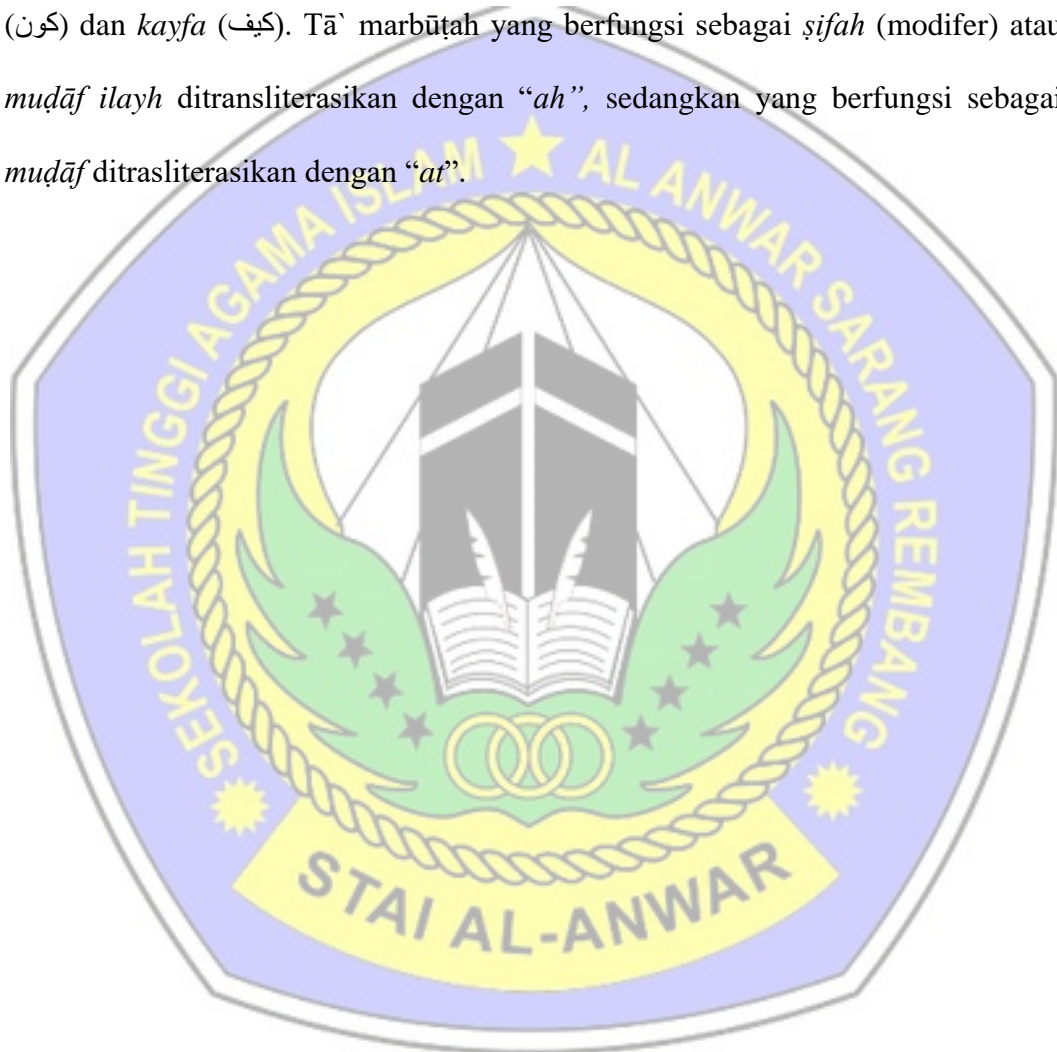 (كون) dan kayfa (كيف). Tā` marbūṭah yang berfungsi sebagai ṣifah (modifer) atau
muḍāf ilayh ditransliterasikan dengan “ah”, sedangkan yang berfungsi sebagai
muḍāf ditrasliterasikan dengan “at”.
SEKOLAH TINGGI AGAMA ISLAM ★ AL ANWAR SARANG REMBANG
STAI AL-ANWAR